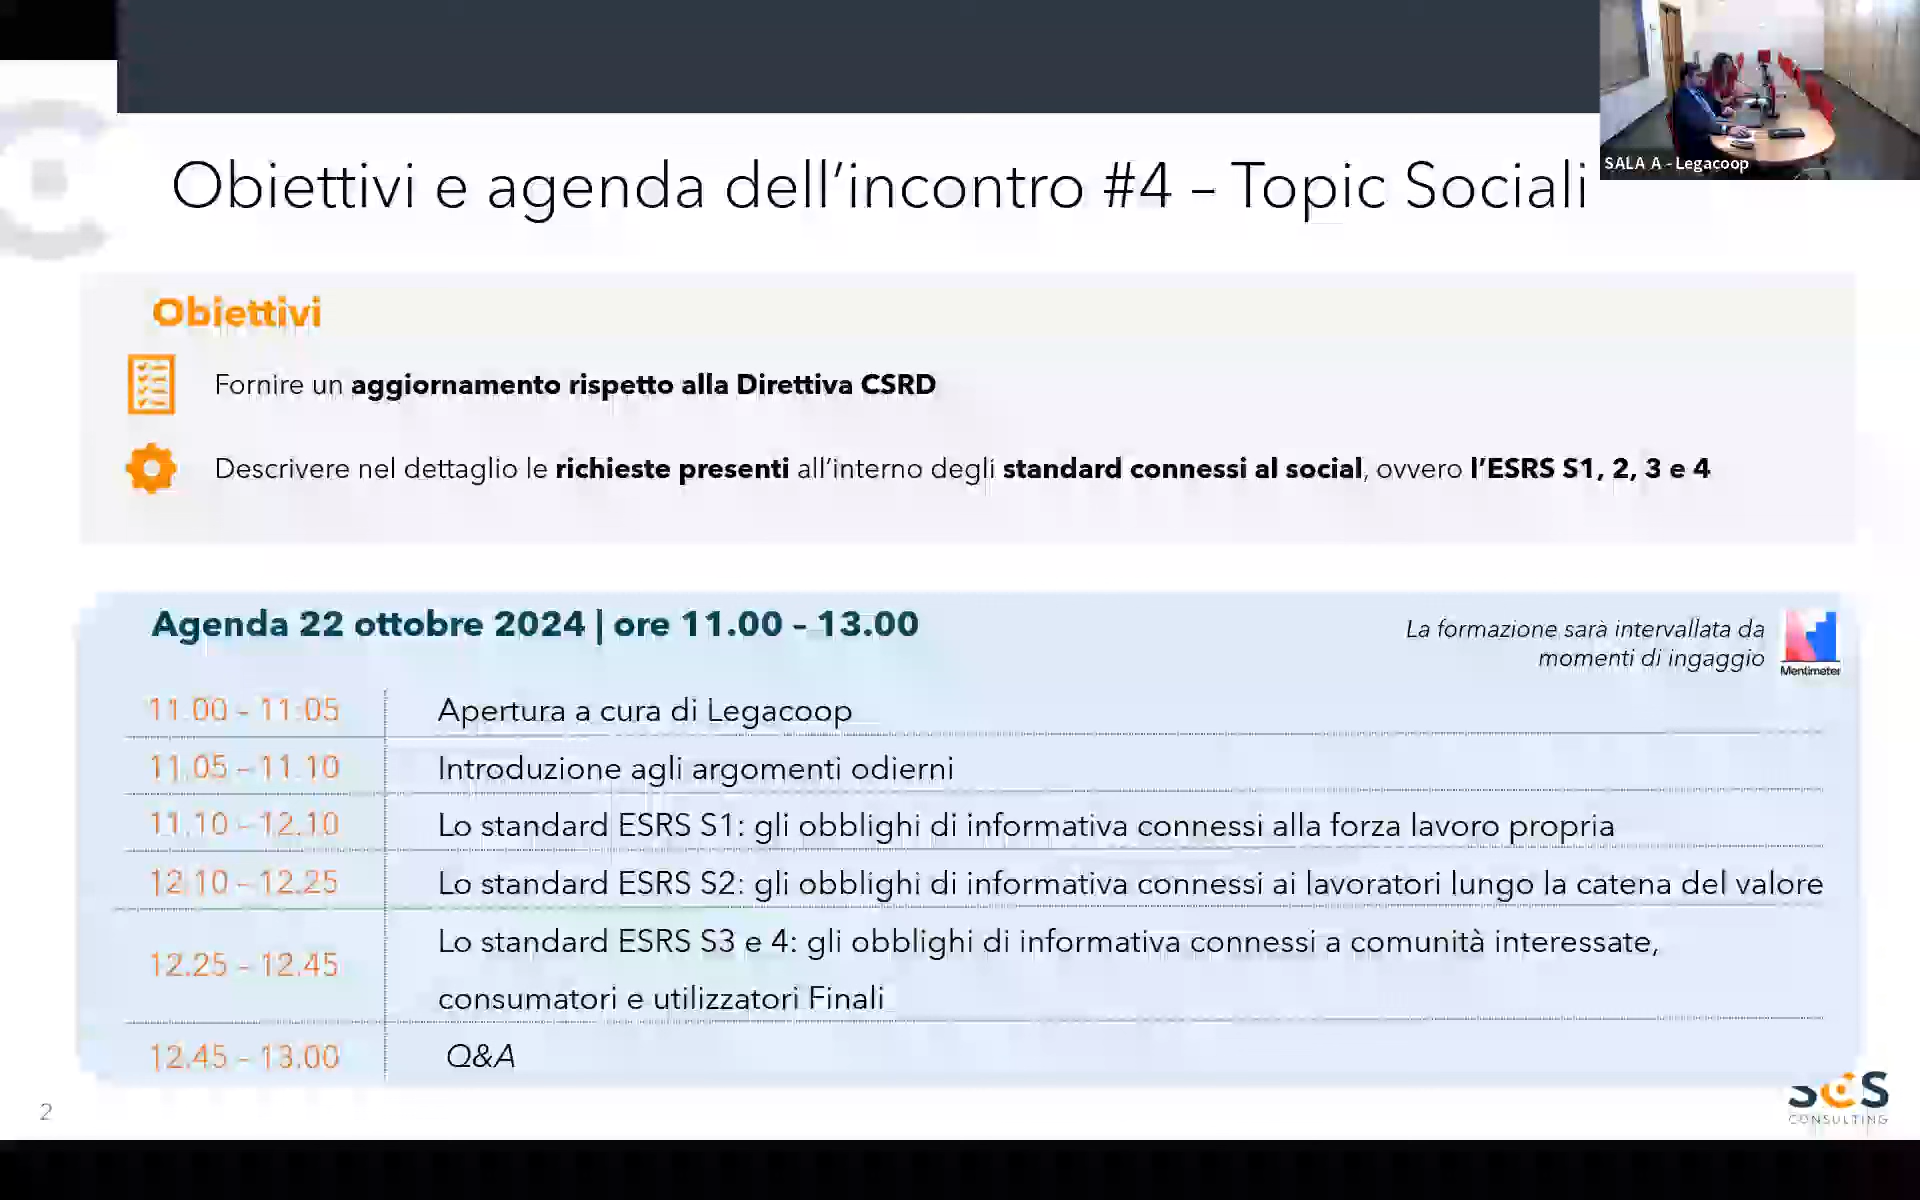 SALA A - Legacoop
Obiettivi e agenda dell'incontro #4 – Topic Sociali
Obiettivi
Fornire un aggiornamento rispetto alla Direttiva CSRD
Descrivere nel dettaglio le richieste presenti all'interno degli standard connessi al social, ovvero l'ESRS S1, 2, 3 e 4
Agenda 22 ottobre 2024 | ore 11.00 – 13.00
La formazione sarà intervallata da
momenti di ingaggio
Mentimeter
11.00 – 11:05 Apertura a cura di Legacoop
11.05 – 11.10 Introduzione agli argomenti odierni
11.10 – 12.10 Lo standard ESRS S1: gli obblighi di informativa connessi alla forza lavoro propria
12.10 – 12.25 Lo standard ESRS S2: gli obblighi di informativa connessi ai lavoratori lungo la catena del valore
12.25 – 12.45 Lo standard ESRS S3 e 4: gli obblighi di informativa connessi a comunità interessate,
consumatori e utilizzatori Finali
12.45 – 13.00 Q&A
2
SCS
CONSULTING